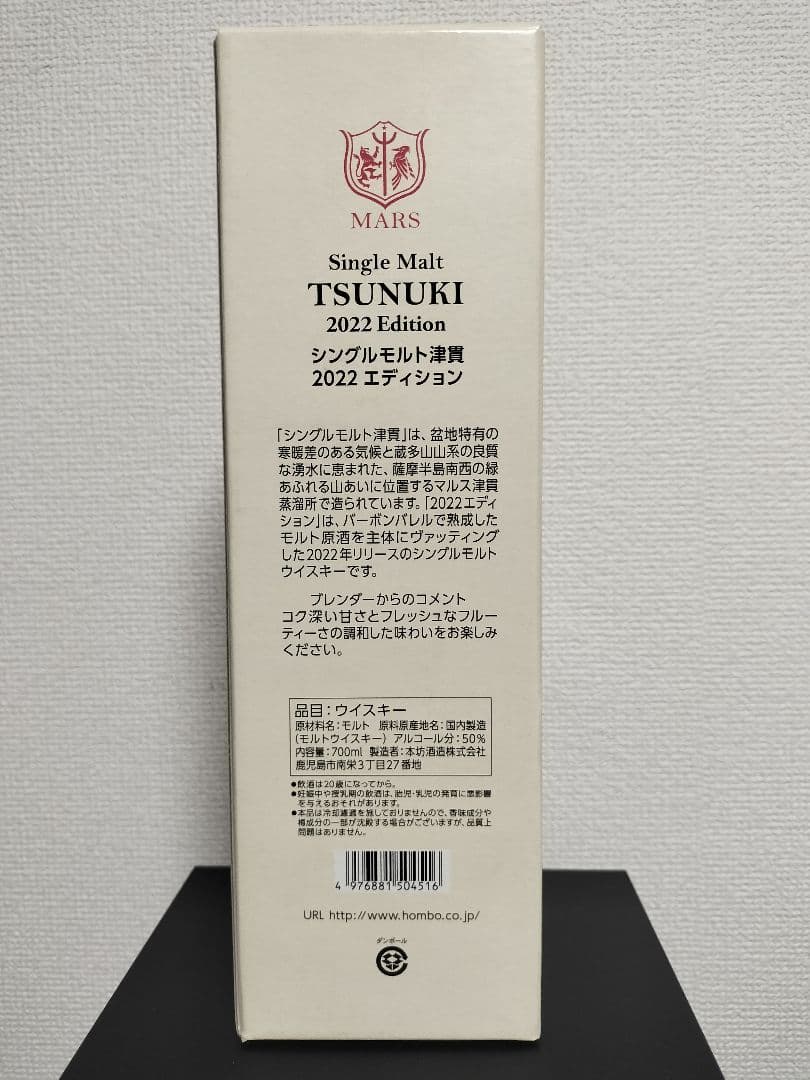 MARS
Single Malt
TSUNUKI
2022 Edition
シングルモルト津貫
2022 エディション
「シングルモルト津貫」は、盆地特有の
寒暖差のある気候と蔵多山山系の良質
な湧水に恵まれた、薩摩半島南西の緑
あふれる山あいに位置するマルス津貫
蒸溜所で造られています。「2022エディ
ション」は、バーボンバレルで熟成した
モルト原酒を主体にヴァッティング
した2022年リリースのシングルモルト
ウイスキーです。
ブレンダーからのコメント
コク深い甘さとフレッシュなフルー
ティーさの調和した味わいをお楽しみ
ください。
品目：ウイスキー
原材料名：モルト 原料原産地名：国内製造
(モルトウイスキー) アルコール分：50%
内容量：700ml 製造者：本坊酒造株式会社
鹿児島市南栄3丁目27番地
●飲酒は20歳になってから。
●妊娠中や授乳期の飲酒は、胎児・乳児の発育に悪影響
を与えるおそれがあります。
●本品は冷却濾過を施しておりませんので、香味成分や
樽成分の一部が沈殿する場合がございますが、品質上
問題はありません。
4 976881 504516
URL http://www.hombo.co.jp/
ダンボール